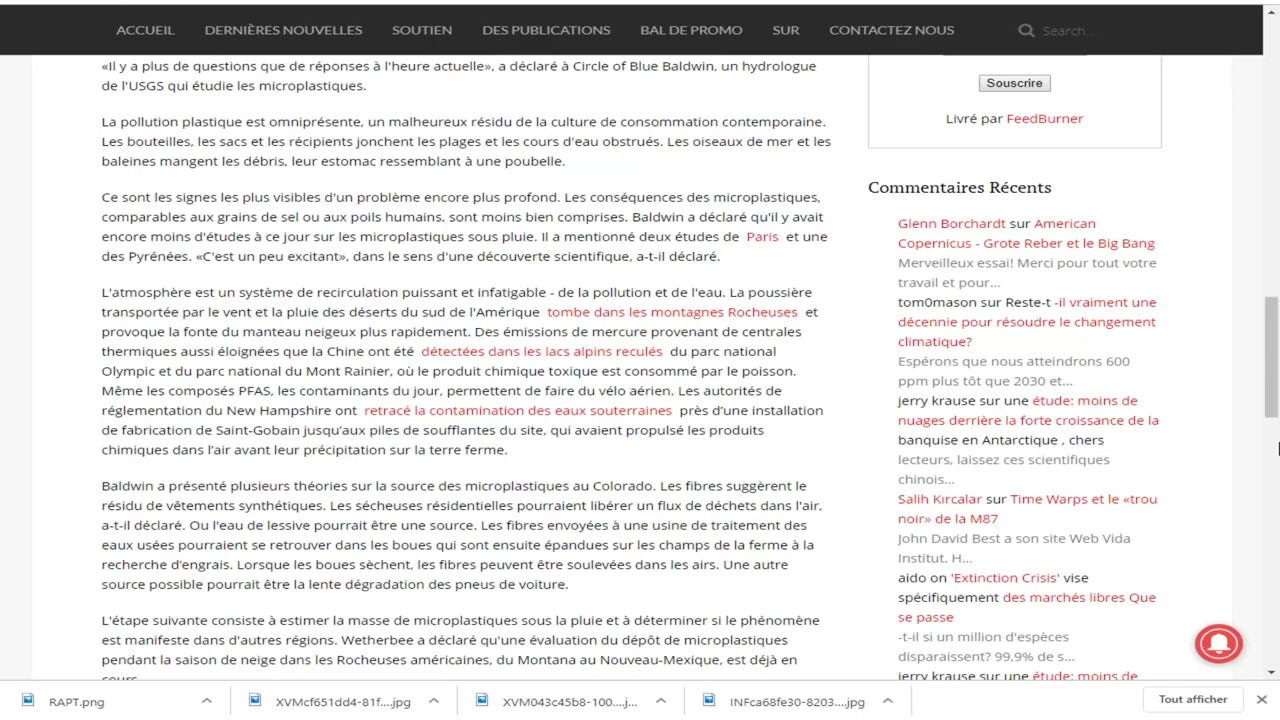 ACCUEIL DERNIÈRES NOUVELLES SOUTIEN DES PUBLICATIONS BAL DE PROMO SUR CONTACTEZ NOUS Search...
«Il y a plus de questions que de réponses à l'heure actuelle», a déclaré à Circle of Blue Baldwin, un hydrologue
de l'USGS qui étudie les microplastiques.
La pollution plastique est omniprésente, un malheureux résidu de la culture de consommation contemporaine.
Les bouteilles, les sacs et les récipients jonchent les plages et les cours d'eau obstrués. Les oiseaux de mer et les
baleines mangent les débris, leur estomac ressemblant à une poubelle.
Ce sont les signes les plus visibles d'un problème encore plus profond. Les conséquences des microplastiques,
comparables aux grains de sel ou aux poils humains, sont moins bien comprises. Baldwin a déclaré qu'il y avait
encore moins d'études à ce jour sur les microplastiques sous pluie. Il a mentionné deux études de Paris et une
des Pyrénées. «C'est un peu excitant», dans le sens d'une découverte scientifique, a-t-il déclaré.
L'atmosphère est un système de recirculation puissant et infatigable - de la pollution et de l'eau. La poussière
transportée par le vent et la pluie des déserts du sud de l'Amérique tombe dans les montagnes Rocheuses et
provoque la fonte du manteau neigeux plus rapidement. Des émissions de mercure provenant de centrales
thermiques aussi éloignées que la Chine ont été détectées dans les lacs alpins reculés du parc national
Olympic et du parc national du Mont Rainier, où le produit chimique toxique est consommé par le poisson.
Même les composés PFAS, les contaminants du jour, permettent de faire du vélo aérien. Les autorités de
réglementation du New Hampshire ont retracé la contamination des eaux souterraines près d’une installation
de fabrication de Saint-Gobain jusqu’aux piles de soufflantes du site, qui avaient propulsé les produits
chimiques dans l’air avant leur précipitation sur la terre ferme.
Baldwin a présenté plusieurs théories sur la source des microplastiques au Colorado. Les fibres suggèrent le
résidu de vêtements synthétiques. Les sécheuses résidentielles pourraient libérer un flux de déchets dans l'air,
a-t-il déclaré. Ou l'eau de lessive pourrait être une source. Les fibres envoyées à une usine de traitement des
eaux usées pourraient se retrouver dans les boues qui sont ensuite épandues sur les champs de la ferme à la
recherche d’engrais. Lorsque les boues sèchent, les fibres peuvent être soulevées dans les airs. Une autre
source possible pourrait être la lente dégradation des pneus de voiture.
L'étape suivante consiste à estimer la masse de microplastiques sous la pluie et à déterminer si le phénomène
est manifeste dans d'autres régions. Wetherbee a déclaré qu'une évaluation du dépôt de microplastiques
pendant la saison de neige dans les Rocheuses américaines, du Montana au Nouveau-Mexique, est déjà en
cours.
Souscrire
Livré par FeedBurner
Commentaires Récents
Glenn Borchardt sur American
Copernicus - Grote Reber et le Big Bang
Merveilleux essai! Merci pour tout votre
travail et pour...
tom0mason sur Reste-t -il vraiment une
décennie pour résoudre le changement
climatique?
Espérons que nous atteindrons 600
ppm plus tôt que 2030 et...
jerry krause sur une étude: moins de
nuages derrière la forte croissance de la
banquise en Antarctique , chers
lecteurs, laissez ces scientifiques
chinois...
Salih Kırcalar sur Time Warps et le «trou
noir» de la M87
John David Best a son site Web Vida
Institut. H...
aido on 'Extinction Crisis' vise
spécifiquement des marchés libres Que
se passe
-t-il si un million d'espèces
disparaissent? 99,9% de s...
jerry krause sur une étude: moins de
RAPT.png XVMcf651dd4-81f....jpg XVM043c45b8-100....j... INFca68fe30-8203....jpg Tout afficher